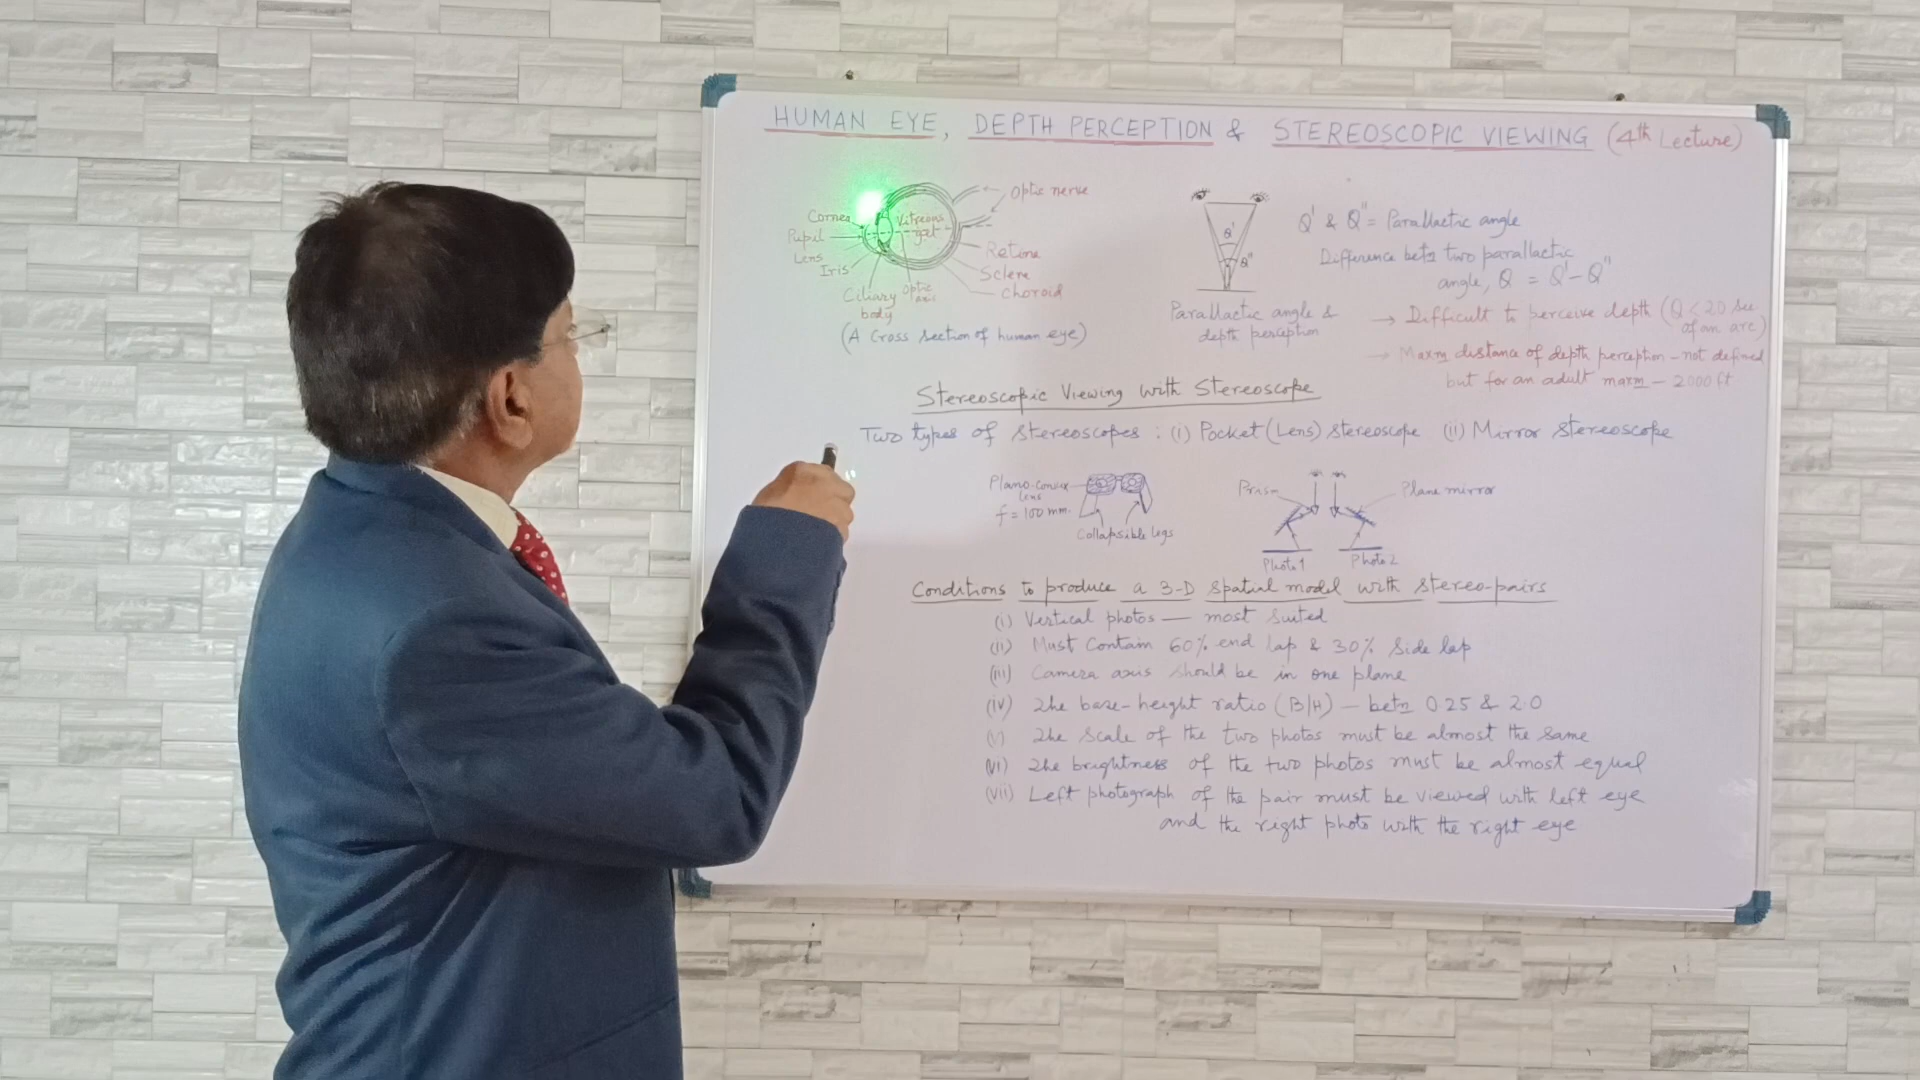 HUMAN EYE, DEPTH PERCEPTION & STEREOSCOPIC VIEWING (4th Lecture)
Optic nerve
Cornea
Pupil
Lens
Iris
Vitreous
gel
Retina
Sclera
Choroid
Ciliary
body
Optic
axis
(A Cross section of human eye)
Q'
Q"
Parallactic angle &
depth perception
Q' & Q" = Parallactic angle
Difference betn two parallactic
angle, Q = Q' - Q"
→ Difficult to perceive depth (Q < 20 sec
of an arc)
→ Maxm distance of depth perception - not defined
but for an adult maxm - 2000 ft
Stereoscopic Viewing with Stereoscope
Two types of stereoscopes : (i) Pocket (Lens) stereoscope (ii) Mirror stereoscope
Plano-convex
lens
f = 100 mm.
Collapsible legs
Prism
Plane mirror
Photo 1
Photo 2
Conditions to produce a 3-D spatial model with stereo-pairs
(i) Vertical photos — most suited
(ii) Must contain 60% end lap & 30% side lap
(iii) Camera axis should be in one plane
(iv) The base-height ratio (B/H) — betn 0.25 & 2.0
(v) The scale of the two photos must be almost the same
(vi) The brightness of the two photos must be almost equal
(vii) Left photograph of the pair must be viewed with left eye
and the right photo with the right eye